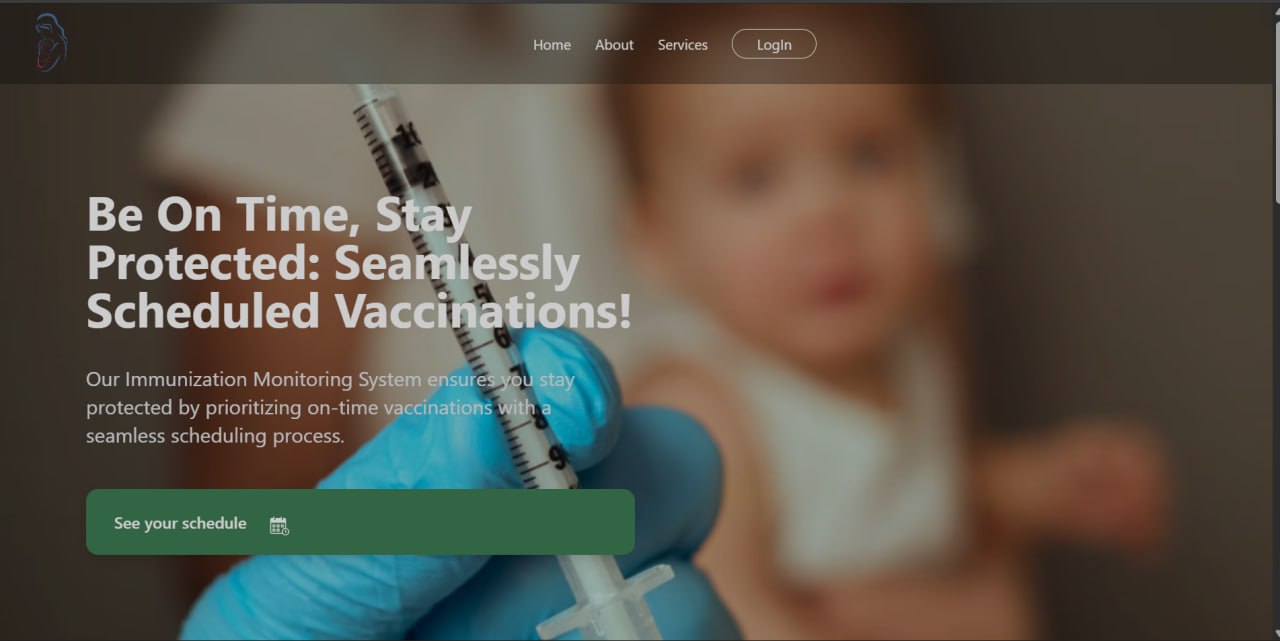 Home About Services LogIn
Be On Time, Stay
Protected: Seamlessly
Scheduled Vaccinations!
Our Immunization Monitoring System ensures you stay
protected by prioritizing on-time vaccinations with a
seamless scheduling process.
See your schedule